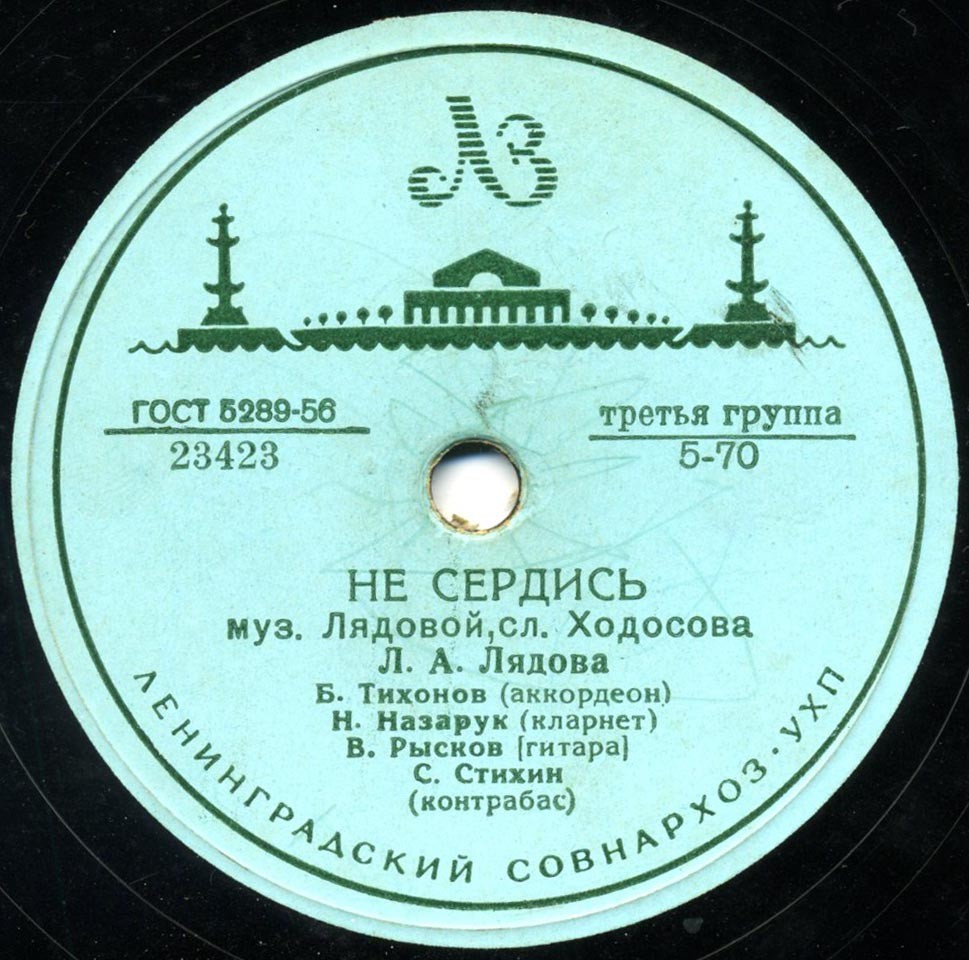 ЛЗ
ГОСТ 5289-56
23423
третья группа
5-70
НЕ СЕРДИСЬ
муз. Лядовой, сл. Ходосова
Л. А. Лядова
Б. Тихонов (аккордеон)
Н. Назарук (кларнет)
В. Рысков (гитара)
С. Стихин
(контрабас)
ЛЕНИНГРАДСКИЙ СОВНАРХОЗ·УХП